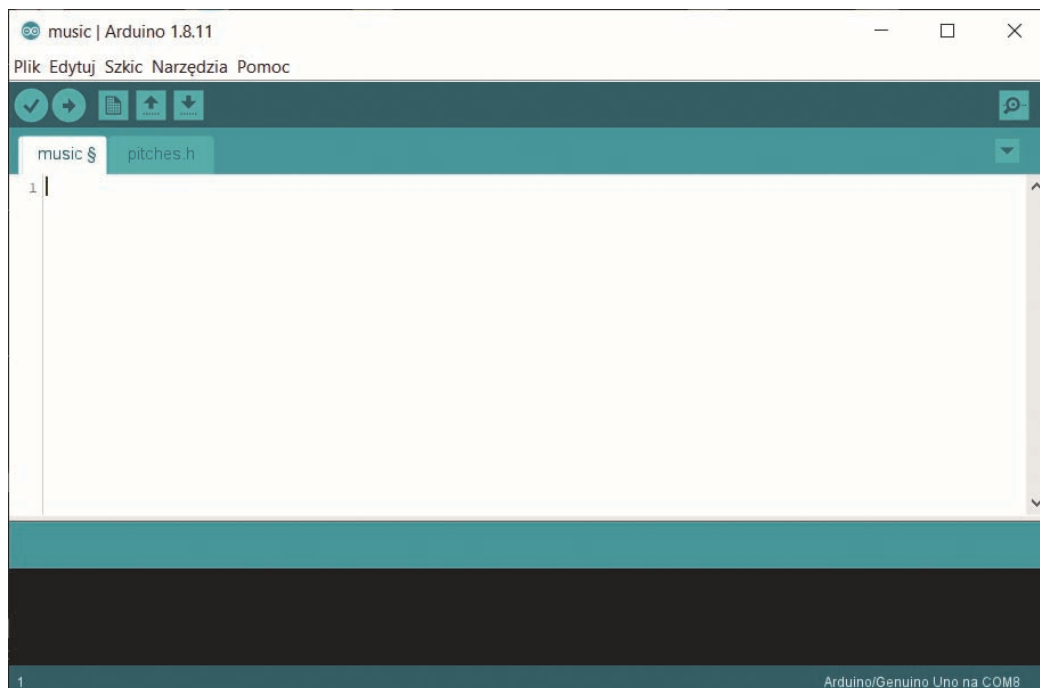 music | Arduino 1.8.11
Plik Edytuj Szkic Narzędzia Pomoc
music § pitches.h
1
1 Arduino/Genuino Uno na COM8